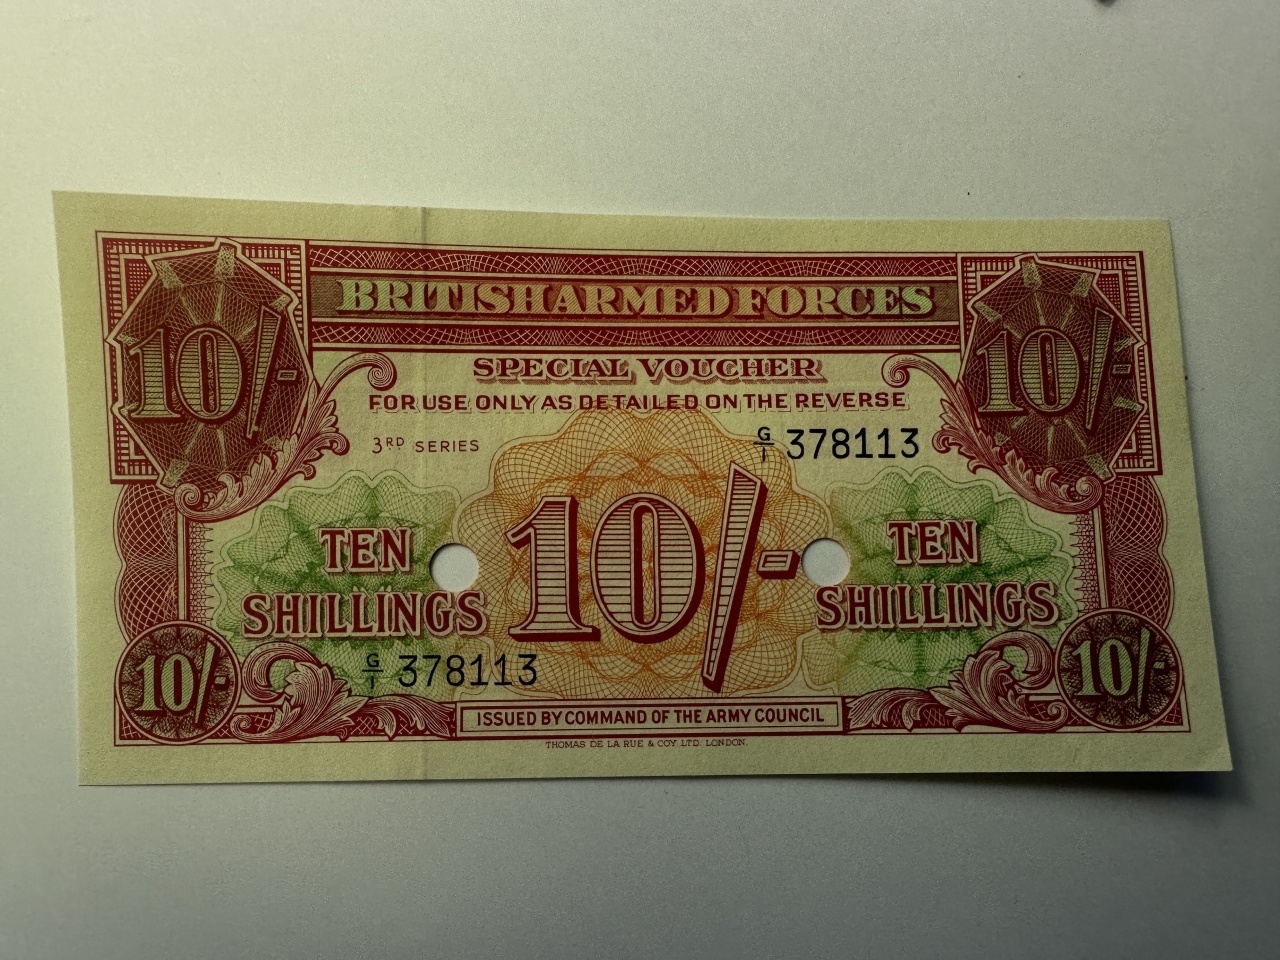 BRITISH ARMED FORCES
10/- 10/-
SPECIAL VOUCHER
FOR USE ONLY AS DETAILED ON THE REVERSE
3RD SERIES G/1 378113
TEN SHILLINGS
10/-
TEN SHILLINGS
G/1 378113
10/- 10/-
ISSUED BY COMMAND OF THE ARMY COUNCIL
THOMAS DE LA RUE & COY. LTD. LONDON.